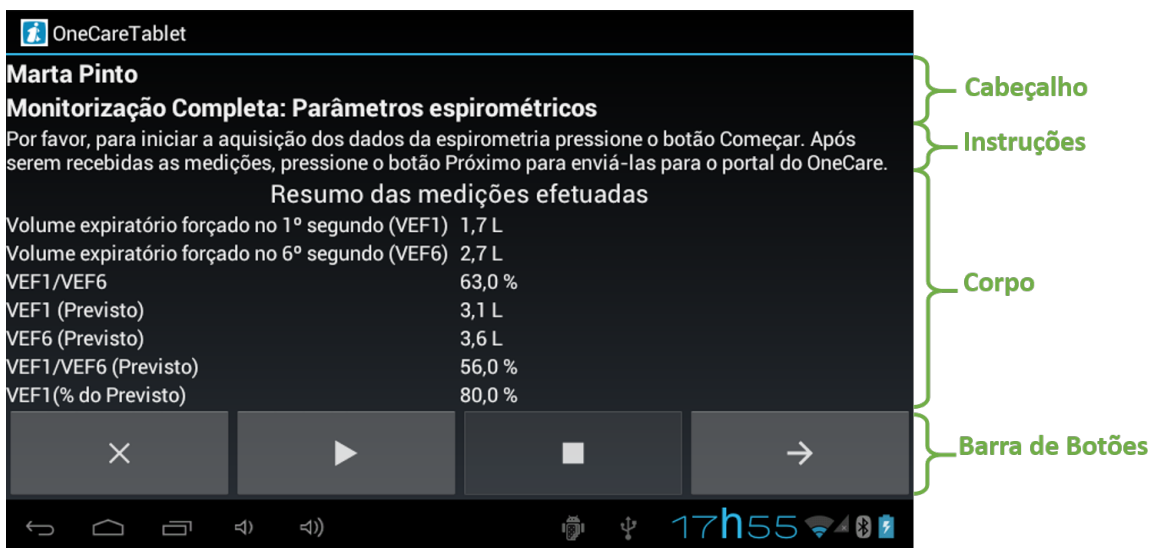 OneCareTablet
Marta Pinto
Monitorização Completa: Parâmetros espirométricos
Por favor, para iniciar a aquisição dos dados da espirometria pressione o botão Começar. Após
serem recebidas as medições, pressione o botão Próximo para enviá-las para o portal do OneCare.
Resumo das medições efetuadas
Volume expiratório forçado no 1º segundo (VEF1) 1,7 L
Volume expiratório forçado no 6º segundo (VEF6) 2,7 L
VEF1/VEF6 63,0 %
VEF1 (Previsto) 3,1 L
VEF6 (Previsto) 3,6 L
VEF1/VEF6 (Previsto) 56,0 %
VEF1(% do Previsto) 80,0 %
17h55
Cabeçalho
Instruções
Corpo
Barra de Botões